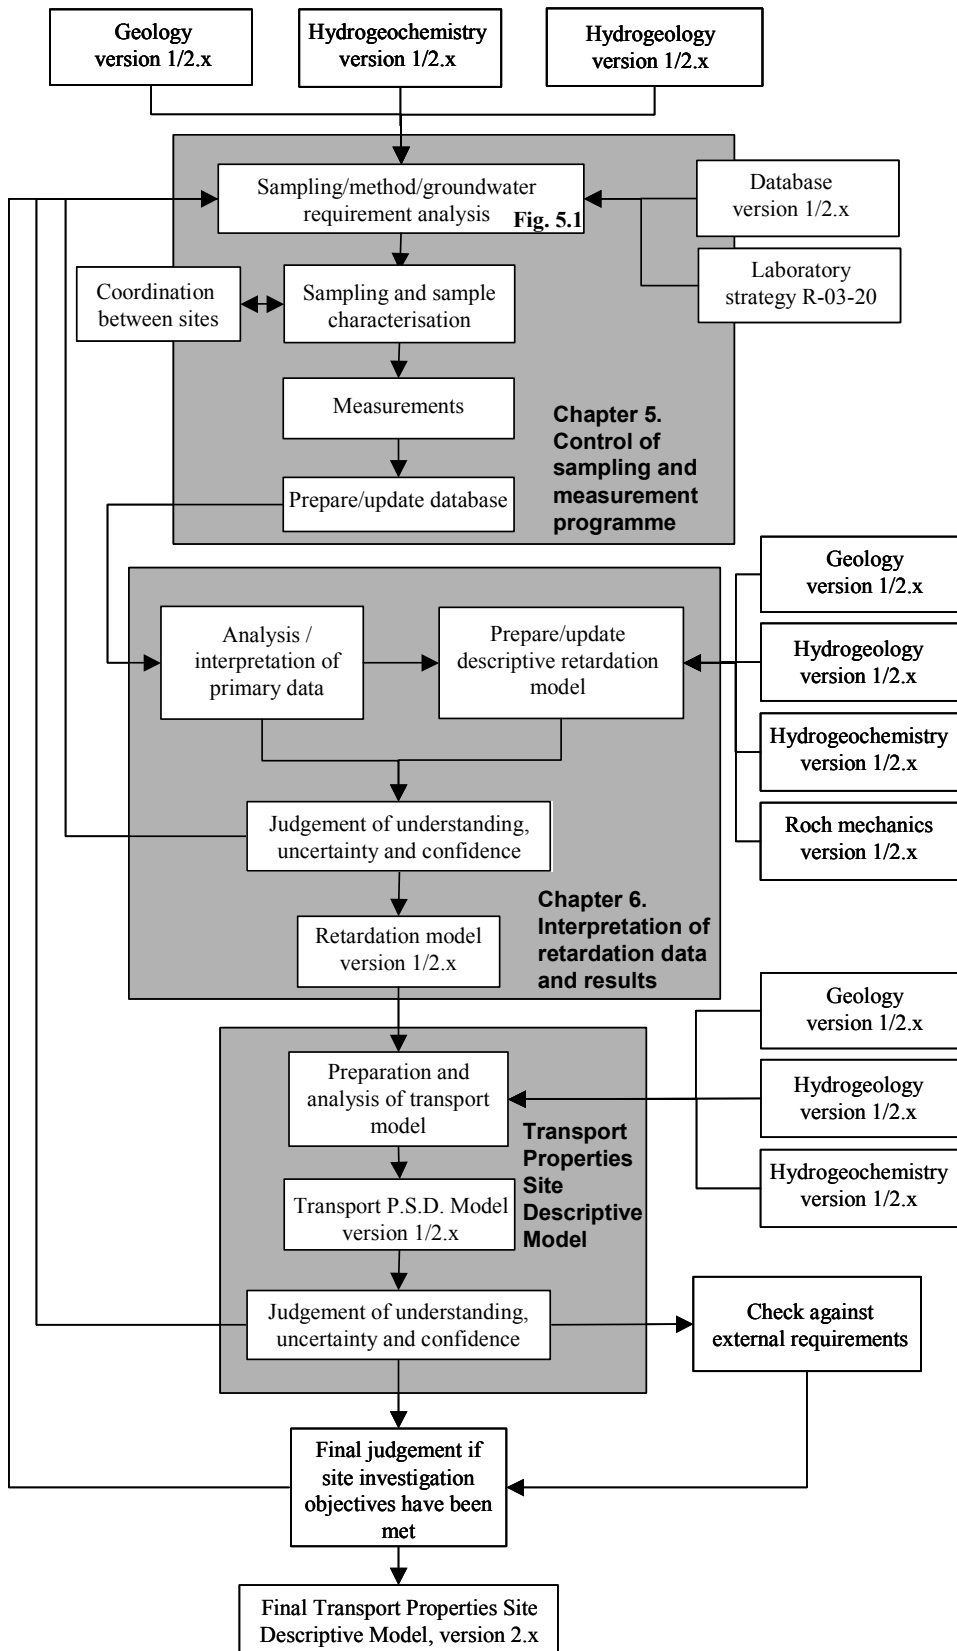 Geology
version 1/2.x
Hydrogeochemistry
version 1/2.x
Hydrogeology
version 1/2.x
Sampling/method/groundwater
requirement analysis
Fig. 5.1
Database
version 1/2.x
Laboratory
strategy R-03-20
Coordination
between sites
Sampling and sample
characterisation
Measurements
Prepare/update database
Chapter 5.
Control of
sampling and
measurement
programme
Analysis /
interpretation of
primary data
Prepare/update
descriptive retardation
model
Geology
version 1/2.x
Hydrogeology
version 1/2.x
Hydrogeochemistry
version 1/2.x
Roch mechanics
version 1/2.x
Judgement of understanding,
uncertainty and confidence
Retardation model
version 1/2.x
Chapter 6.
Interpretation of
retardation data
and results
Preparation and
analysis of transport
model
Geology
version 1/2.x
Hydrogeology
version 1/2.x
Hydrogeochemistry
version 1/2.x
Transport
Properties
Site
Descriptive
Model
Transport P.S.D. Model
version 1/2.x
Judgement of understanding,
uncertainty and confidence
Check against
external requirements
Final judgement if
site investigation
objectives have been
met
Final Transport Properties Site
Descriptive Model, version 2.x